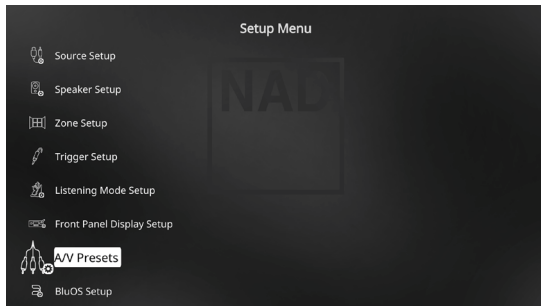 Setup Menu
NAD
Source Setup
Speaker Setup
Zone Setup
Trigger Setup
Listening Mode Setup
Front Panel Display Setup
A/V Presets
BluOS Setup